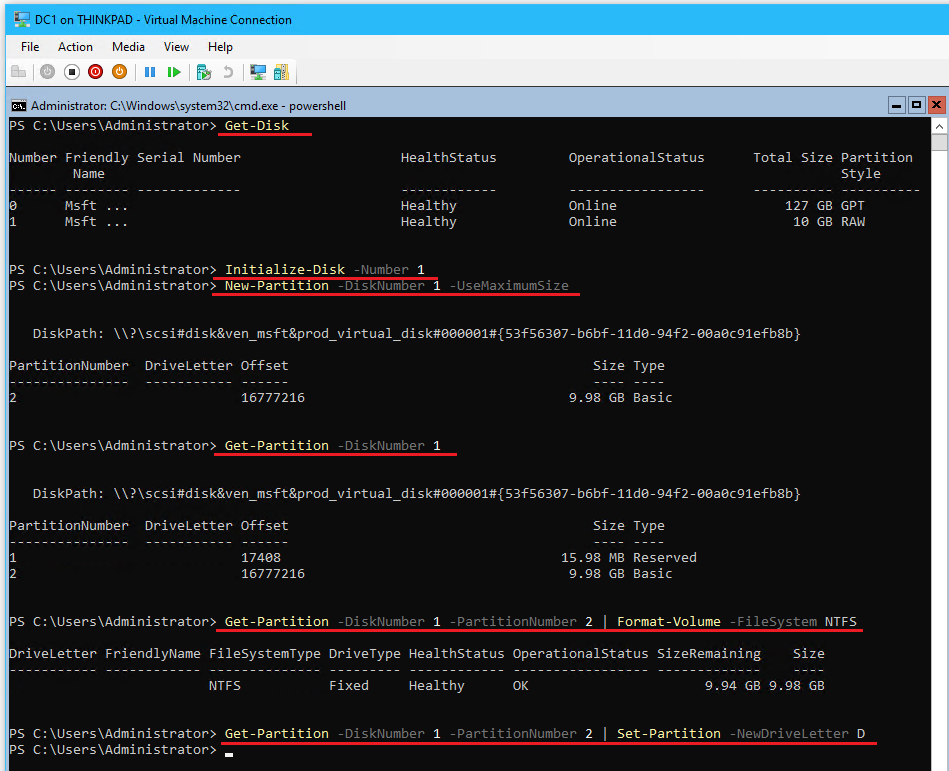 DC1 on THINKPAD - Virtual Machine Connection
File Action Media View Help
Administrator: C:\Windows\system32\cmd.exe - powershell
PS C:\Users\Administrator> Get-Disk
Number Friendly Serial Number HealthStatus OperationalStatus Total Size Partition
Name Style
------ -------- ------------- ------------ ----------------- ---------- ----------
0 Msft ... Healthy Online 127 GB GPT
1 Msft ... Healthy Online 10 GB RAW
PS C:\Users\Administrator> Initialize-Disk -Number 1
PS C:\Users\Administrator> New-Partition -DiskNumber 1 -UseMaximumSize
DiskPath: \\?\scsi#disk&ven_msft&prod_virtual_disk#000001#{53f56307-b6bf-11d0-94f2-00a0c91efb8b}
PartitionNumber DriveLetter Offset Size Type
--------------- ----------- ------ ---- ----
2 16777216 9.98 GB Basic
PS C:\Users\Administrator> Get-Partition -DiskNumber 1
DiskPath: \\?\scsi#disk&ven_msft&prod_virtual_disk#000001#{53f56307-b6bf-11d0-94f2-00a0c91efb8b}
PartitionNumber DriveLetter Offset Size Type
--------------- ----------- ------ ---- ----
1 17408 15.98 MB Reserved
2 16777216 9.98 GB Basic
PS C:\Users\Administrator> Get-Partition -DiskNumber 1 -PartitionNumber 2 | Format-Volume -FileSystem NTFS
DriveLetter FriendlyName FileSystemType DriveType HealthStatus OperationalStatus SizeRemaining Size
----------- ------------ -------------- --------- ------------ ----------------- ------------- ----
NTFS Fixed Healthy OK 9.94 GB 9.98 GB
PS C:\Users\Administrator> Get-Partition -DiskNumber 1 -PartitionNumber 2 | Set-Partition -NewDriveLetter D
PS C:\Users\Administrator>